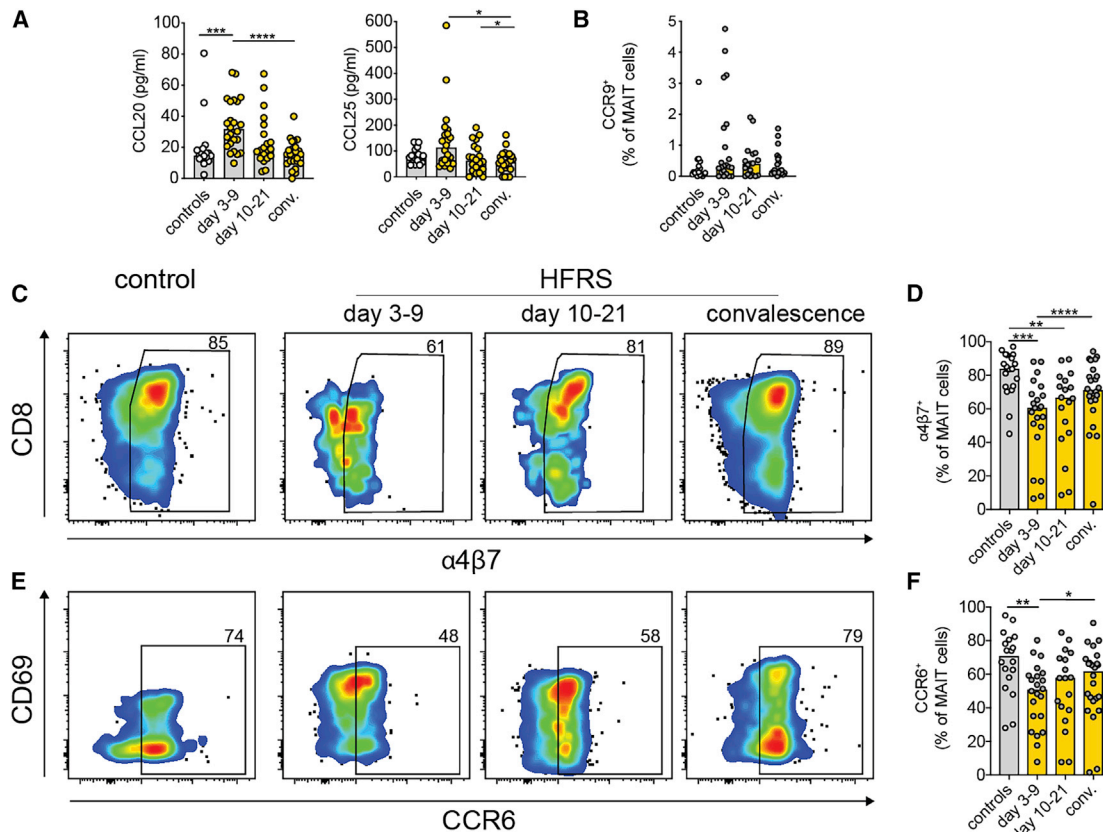 A
CCL20 (pg/ml)
100
80
60
40
20
0
***
****
controls
day 3-9
day 10-21
conv.
CCL25 (pg/ml)
600
500
400
300
200
100
0
*
*
controls
day 3-9
day 10-21
conv.
B
CCR9+
(% of MAIT cells)
5
4
3
2
1
0
controls
day 3-9
day 10-21
conv.
C
control
HFRS
day 3-9
day 10-21
convalescence
CD8
85
61
81
89
α4β7
D
α4β7+
(% of MAIT cells)
100
80
60
40
20
0
****
**
***
controls
day 3-9
day 10-21
conv.
E
CD69
74
48
58
79
CCR6
F
CCR6+
(% of MAIT cells)
100
80
60
40
20
0
**
*
controls
day 3-9
day 10-21
conv.